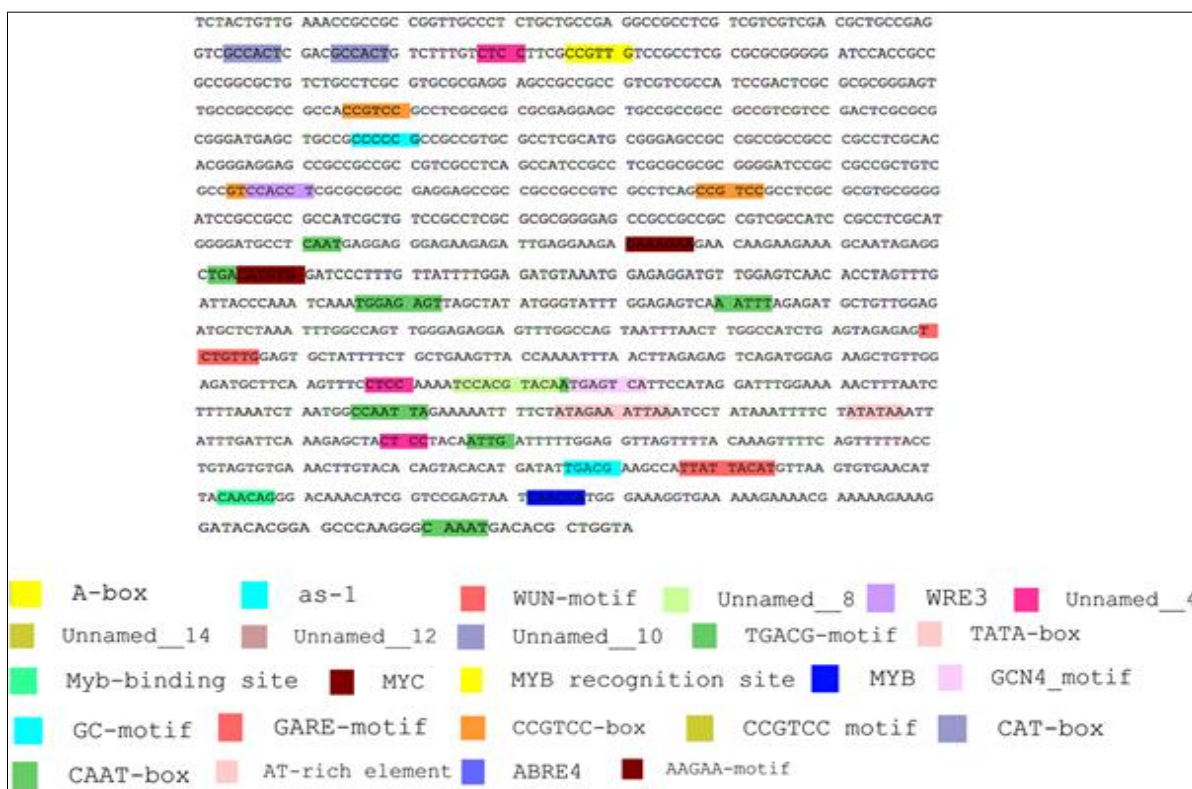 TCTACTGTTG AAACCGCCGC CGGTTGCCCT CTGCTGCCGA GGCCGCCTCG TCGTCGTCGA CGCTGCCGAG
GTCGCCACTC GACGCCACTG TCTTTGTCTC CTTCGCCGTT GTCCGCCTCG CGCGCGGGGG ATCCACCGCC
GCCGGCGCTG TCTGCCTCGC GTGCGCGAGG AGCCGCCGCC GTCGTCGCCA TCCGACTCGC GCGCGGGAGT
TGCCGCCGCC GCCACCGTCC GCCTCGCGCG CGCGAGGAGC TGCCGCCGCC GCCGTCGTCC GACTCGCGCG
CGGGATGAGC TGCCGCCCCC GCCGCCGTGC GCCTCGCATG CGGGAGCCGC CGCCGCCGCC CGCCTCGCAC
ACGGGAGGAG CCGCCGCCGC CGTCGCCTCA GCCATCCGCC TCGCGCGCGC GGGGATCCGC CGCCGCTGTC
GCCGTCCACC TCGCGCGCGC GAGGAGCCGC CGCCGCCGTC GCCTCAGCCG TCCGCCTCGC GCGTGCGGGG
ATCCGCCGCC GCCATCGCTG TCCGCCTCGC GCGCGGGGAG CCGCCGCCGC CGTCGCCATC CGCCTCGCAT
GGGGATGCCT CAATGAGGAG GGAGAAGAGA TTGAGGAAGA GAAAGAAGAA CAAGAAGAAA GCAATAGAGG
CTGACATGTG GATCCCTTTG TTATTTTGGA GATGTAAATG GAGAGGATGT TGGAGTCAAC ACCTAGTTTG
ATTACCCAAA TCAAATGGAG AGTTAGCTAT ATGGGTATTT GGAGAGTCAA ATTTAGAGAT GCTGTTGGAG
ATGCTCTAAA TTTGGCCAGT TGGGAGAGGA GTTTGGCCAG TAATTTAACT TGGCCATCTG AGTAGAGAGT
CTGTTGGAGT GCTATTTTCT GCTGAAGTTA CCAAAATTTA ACTTAGAGAG TCAGATGGAG AAGCTGTTGG
AGATGCTTCA AGTTTCCTCC AAAATCCACG TACAATGAGT CATTCCATAG GATTTGGAAA AACTTTAATC
TTTTAAATCT AATGGCCAAT TAGAAAAATT TTCTATAGAA ATTAAATCCT ATAAATTTTC TATATAAATT
ATTTGATTCA AAGAGCTACT CCTACAATTG ATTTTTGGAG GTTAGTTTTA CAAAGTTTTC AGTTTTTACC
TGTAGTGTGA AACTTGTACA CAGTACACAT GATATTGACG AAGCCATTAT TACATGTTAA GTGTGAACAT
TACAACAGGG ACAAACATCG GTCCGAGTAA TCAACCATGG GAAAGGTGAA AAAGAAAACG AAAAAGAAAG
GATACACGGA GCCCAAGGGC AAATGACACG CTGGTA
A-box as-1 WUN-motif Unnamed__8 WRE3 Unnamed__4
Unnamed__14 Unnamed__12 Unnamed__10 TGACG-motif TATA-box
Myb-binding site MYC MYB recognition site MYB GCN4_motif
GC-motif GARE-motif CCGTCC-box CCGTCC motif CAT-box
CAAT-box AT-rich element ABRE4 AAGAA-motif